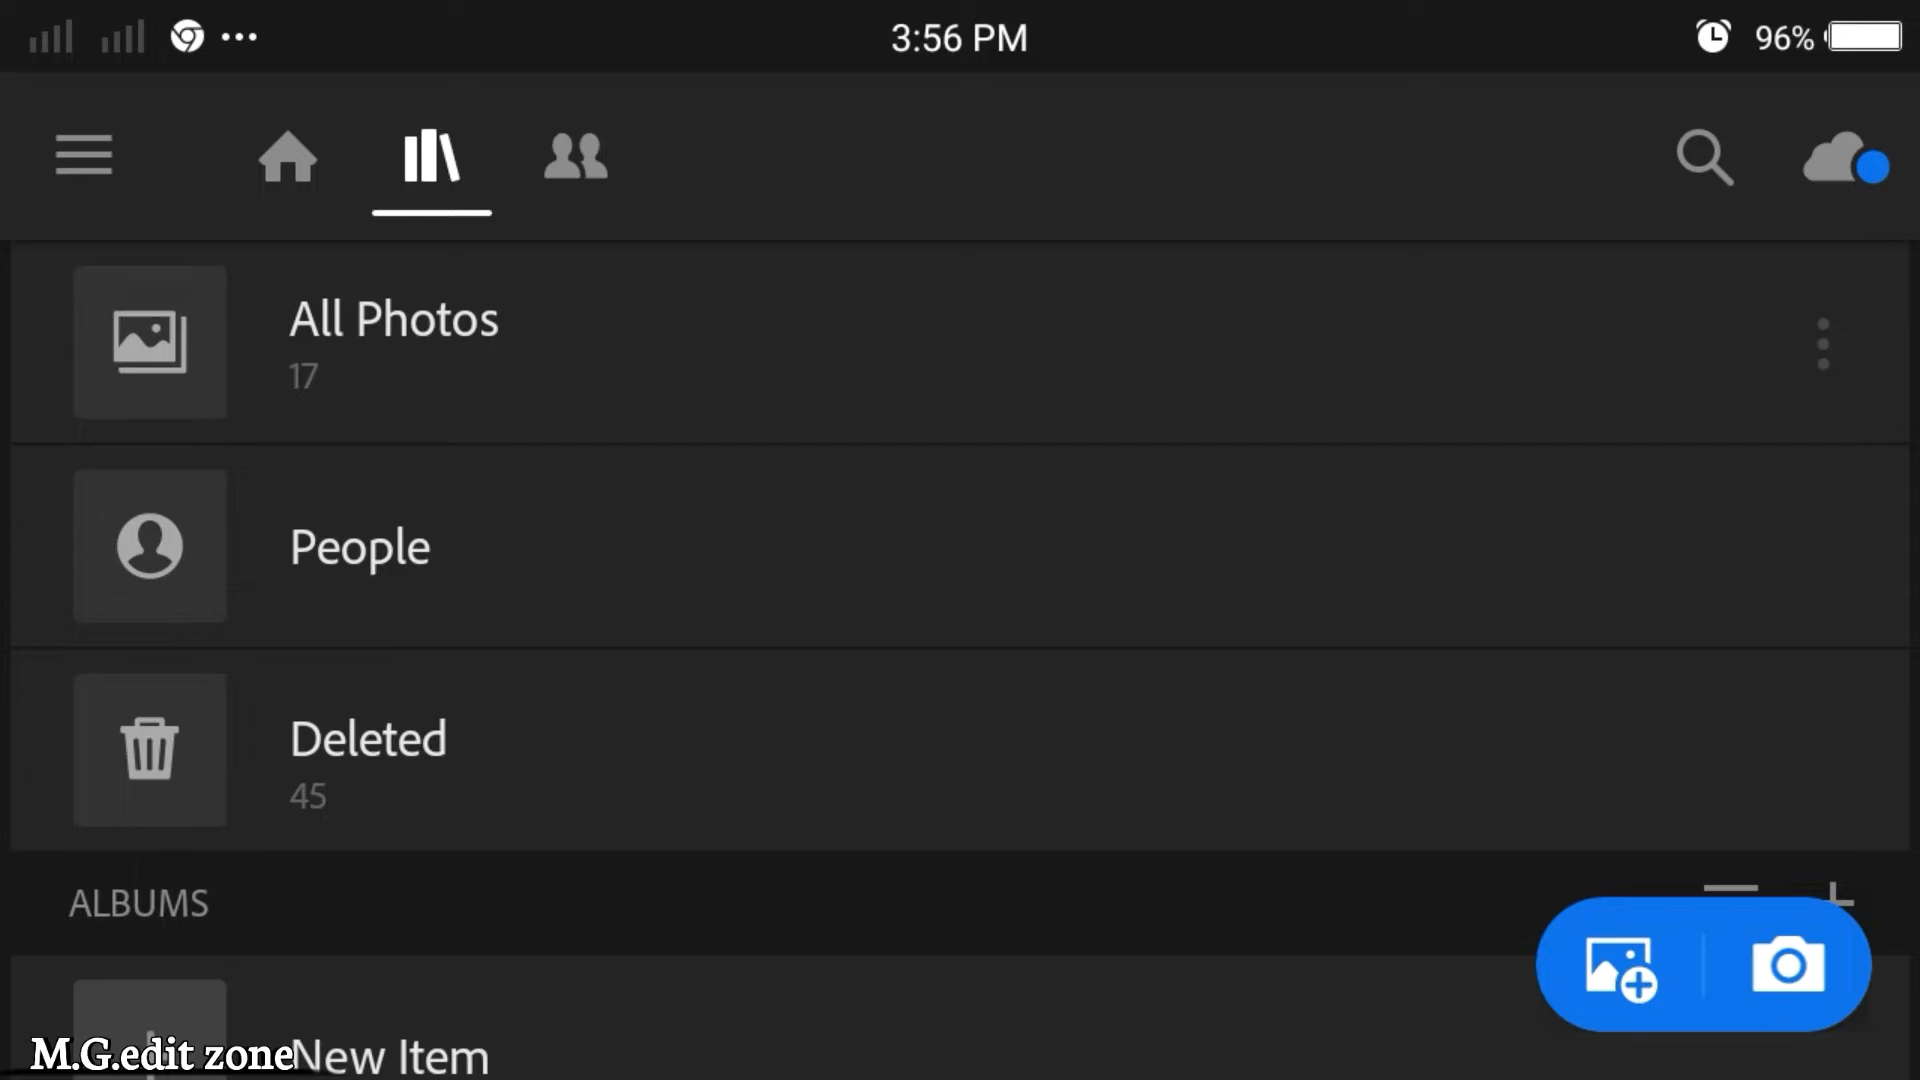 3:56 PM
96%
All Photos
17
People
Deleted
45
ALBUMS
New Item
M.G.edit zone